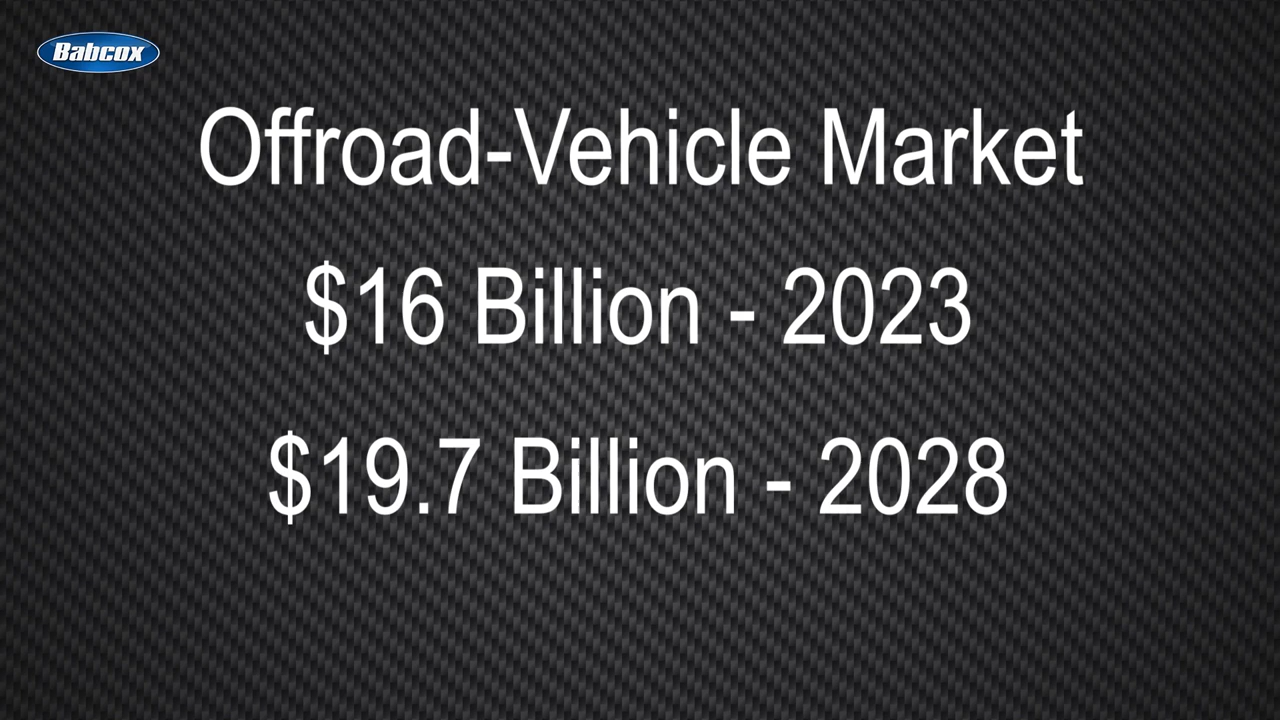 Babcox
Offroad-Vehicle Market
$16 Billion - 2023
$19.7 Billion - 2028